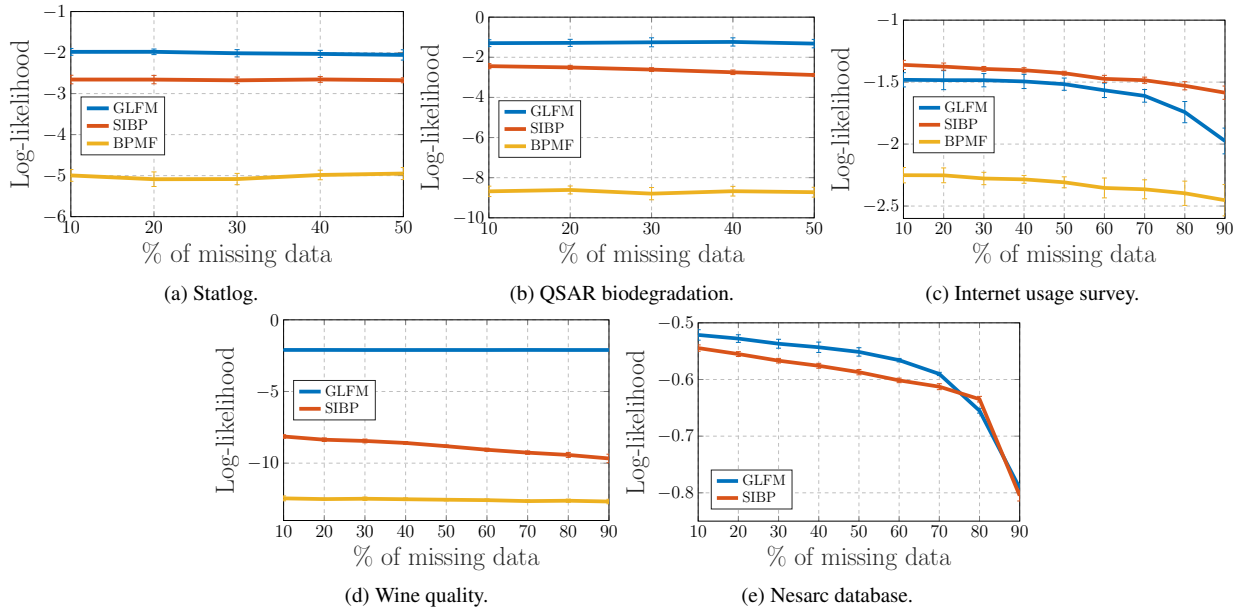 Log-likelihood
−1
−2
−3
−4
−5
−6
GLFM
SIBP
BPMF
10 20 30 40 50
% of missing data
(a) Statlog.
Log-likelihood
0
−2
−4
−6
−8
−10
GLFM
SIBP
BPMF
10 20 30 40 50
% of missing data
(b) QSAR biodegradation.
Log-likelihood
−1
−1.5
−2
−2.5
GLFM
SIBP
BPMF
10 20 30 40 50 60 70 80 90
% of missing data
(c) Internet usage survey.
Log-likelihood
0
−5
−10
GLFM
SIBP
10 20 30 40 50 60 70 80 90
% of missing data
(d) Wine quality.
Log-likelihood
−0.5
−0.6
−0.7
−0.8
GLFM
SIBP
10 20 30 40 50 60 70 80 90
% of missing data
(e) Nesarc database.